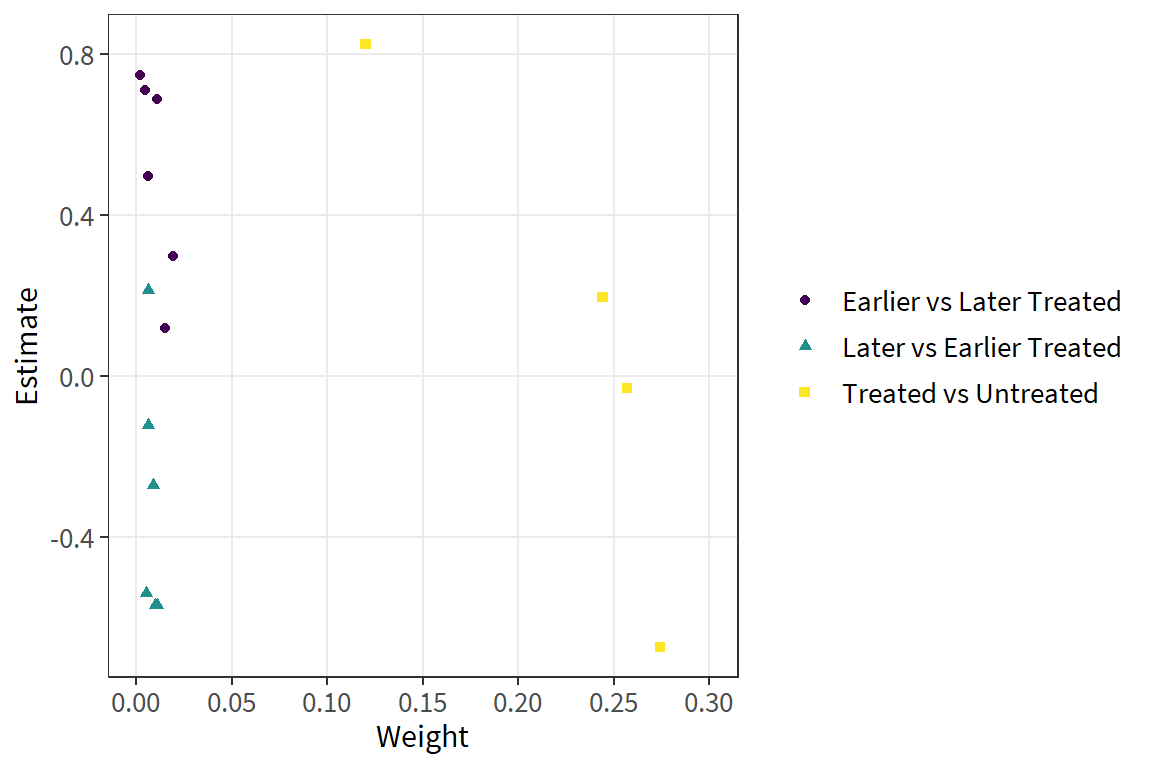 0.8
0.4
0.0
-0.4
Estimate
0.00 0.05 0.10 0.15 0.20 0.25 0.30
Weight
Earlier vs Later Treated
Later vs Earlier Treated
Treated vs Untreated